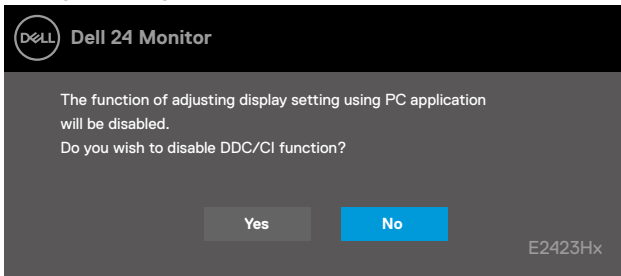 DELL
Dell 24 Monitor
The function of adjusting display setting using PC application
will be disabled.
Do you wish to disable DDC/CI function?
Yes
No
E2423Hx